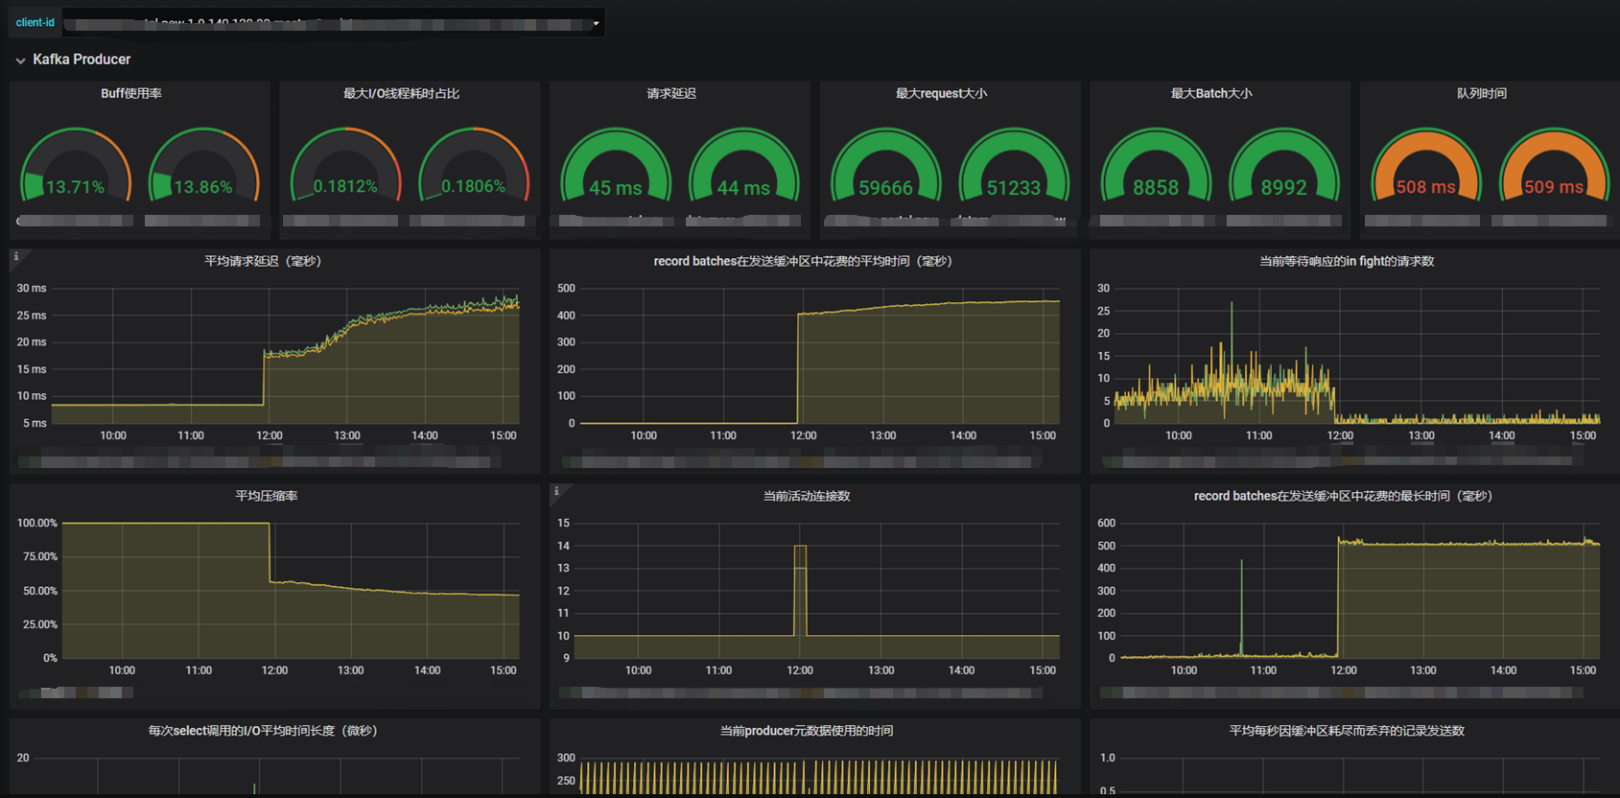 client-id
Kafka Producer
Buff使用率
最大I/O线程耗时占比
请求延迟
最大request大小
最大Batch大小
队列时间
13.71% 13.86%
0.1812% 0.1806%
45 ms 44 ms
59666 51233
8858 8992
508 ms 509 ms
平均请求延迟（毫秒）
30 ms
25 ms
20 ms
15 ms
10 ms
5 ms
10:00 11:00 12:00 13:00 14:00 15:00
record batches在发送缓冲区中花费的平均时间（毫秒）
500
400
300
200
100
0
10:00 11:00 12:00 13:00 14:00 15:00
当前等待响应的in fight的请求数
30
25
20
15
10
5
0
10:00 11:00 12:00 13:00 14:00 15:00
平均压缩率
100.00%
75.00%
50.00%
25.00%
0%
10:00 11:00 12:00 13:00 14:00 15:00
当前活动连接数
15
14
13
12
11
10
9
10:00 11:00 12:00 13:00 14:00 15:00
record batches在发送缓冲区中花费的最长时间（毫秒）
600
500
400
300
200
100
0
10:00 11:00 12:00 13:00 14:00 15:00
每次select调用的I/O平均时间长度（微秒）
20
当前producer元数据使用的时间
300
250
平均每秒因缓冲区耗尽而丢弃的记录发送数
1.0
0.5